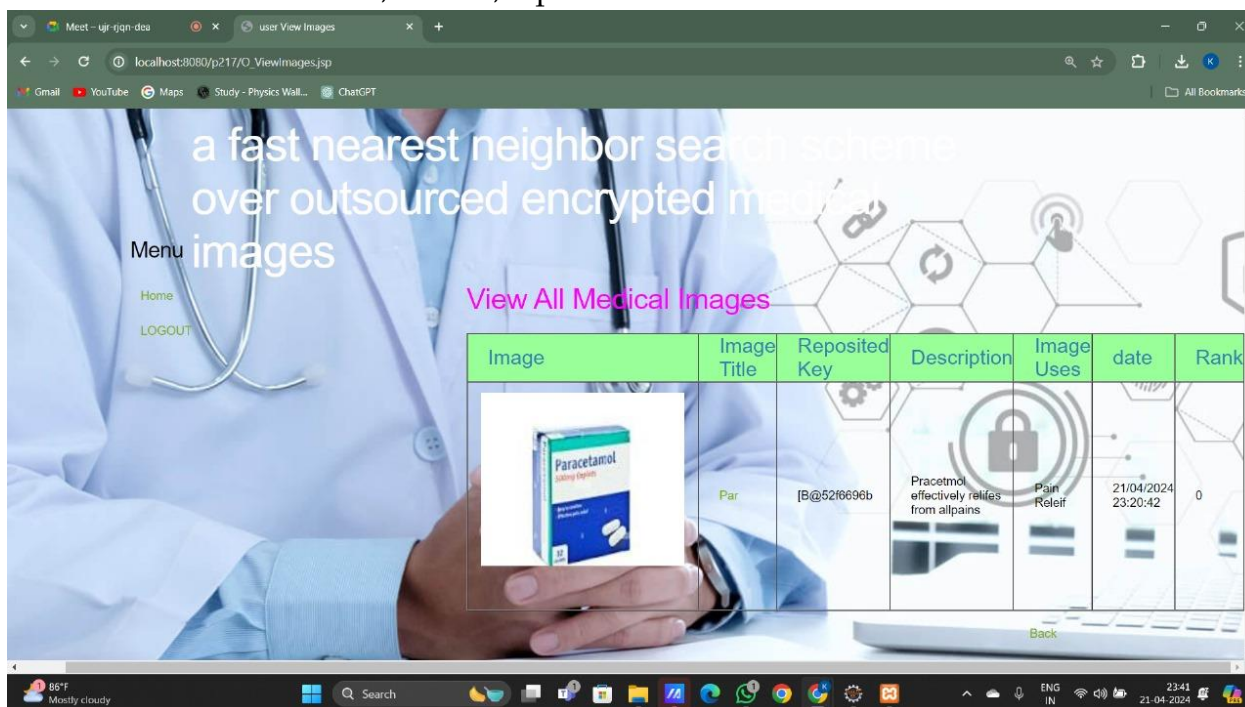 Meet – ujr-rjqn-dea
user View Images
localhost:8080/p217/O_ViewImages.jsp
Gmail
YouTube
Maps
Study - Physics Wall...
ChatGPT
All Bookmarks
a fast nearest neighbor search scheme
over outsourced encrypted medical
images
Menu
Home
LOGOUT
View All Medical Images
Image
Image
Title
Reposited
Key
Description
Image
Uses
date
Rank
Paracetamol
Par
[B@52f6696b
Pracetmol
effectively relifes
from allpains
Pain
Releif
21/04/2024
23:20:42
0
Back
86°F
Mostly cloudy
Search
ENG
IN
23:41
21-04-2024